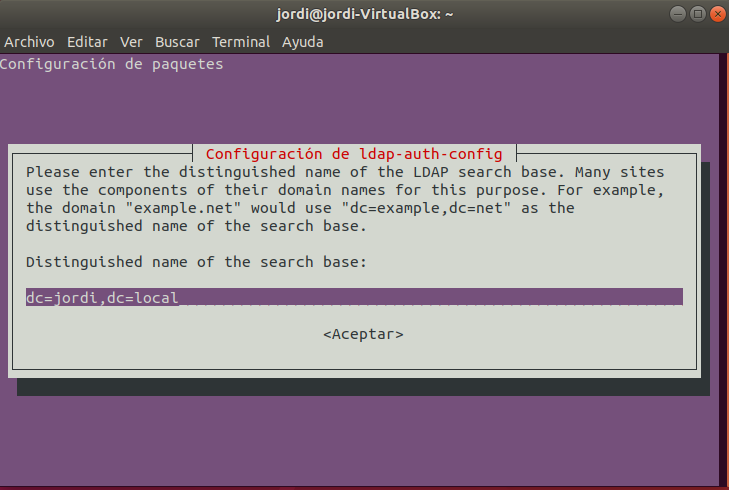 jordi@jordi-VirtualBox: ~
Archivo Editar Ver Buscar Terminal Ayuda
Configuración de paquetes
Configuración de ldap-auth-config
Please enter the distinguished name of the LDAP search base. Many sites
use the components of their domain names for this purpose. For example,
the domain "example.net" would use "dc=example,dc=net" as the
distinguished name of the search base.
Distinguished name of the search base:
dc=jordi,dc=local
<Aceptar>